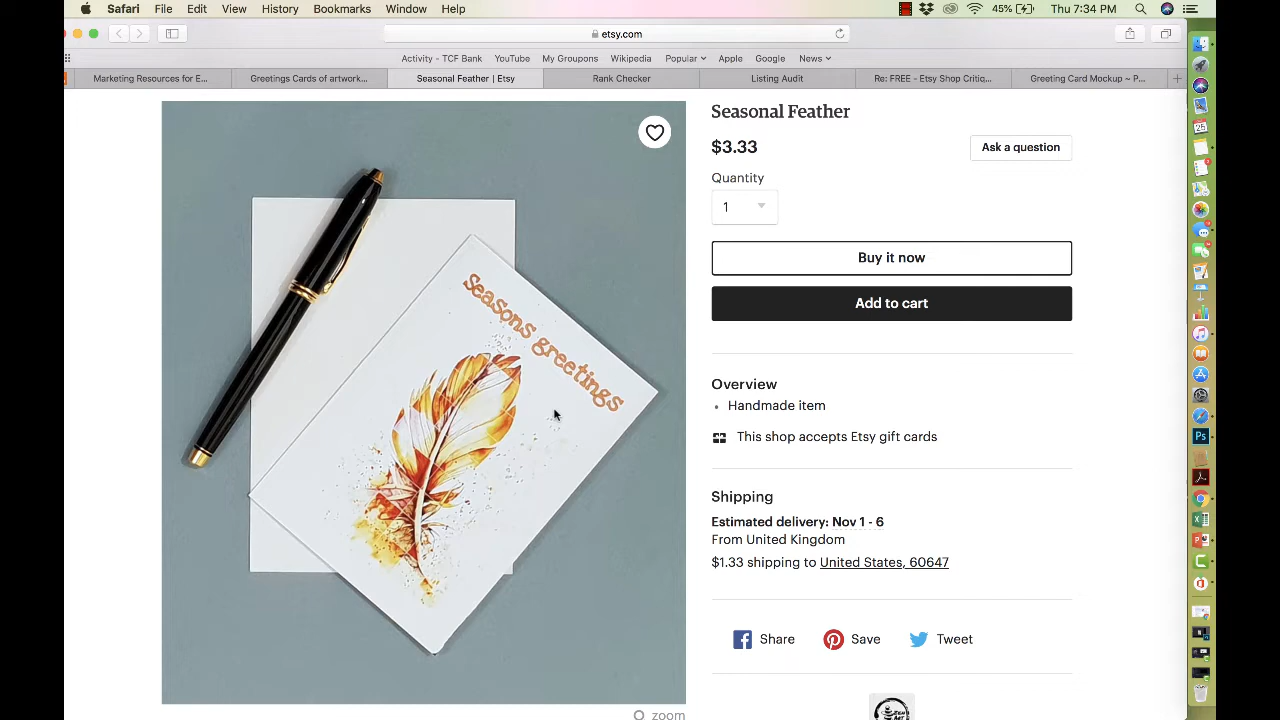 Safari File Edit View History Bookmarks Window Help 45% Thu 7:34 PM
etsy.com
Activity - TCF Bank YouTube My Groupons Wikipedia Popular Apple Google News
Marketing Resources for E... Greetings Cards of artwork... Seasonal Feather | Etsy Rank Checker Listing Audit Re: FREE - Etsy Shop Critiq... Greeting Card Mockup ~ P...
Seasonal Feather
$3.33
Ask a question
Quantity
1
Buy it now
Add to cart
seasons greetings
Overview
• Handmade item
This shop accepts Etsy gift cards
Shipping
Estimated delivery: Nov 1 - 6
From United Kingdom
$1.33 shipping to United States, 60647
Share Save Tweet
zoom